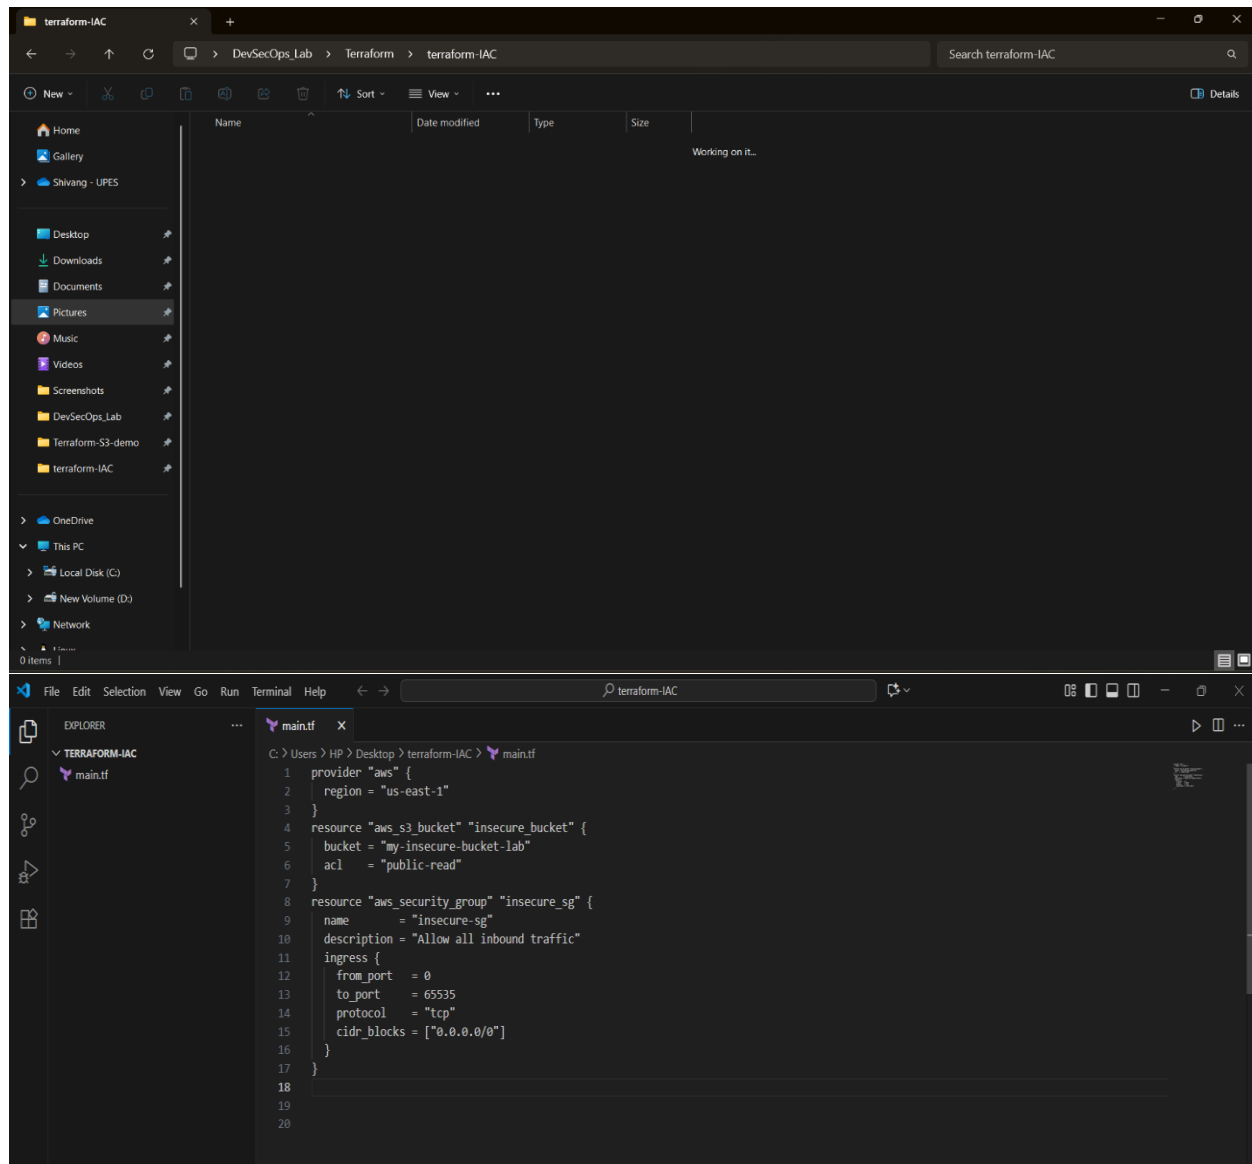 terraform-IAC
DevSecOps_Lab > Terraform > terraform-IAC
Search terraform-IAC
New
Sort
View
Details
Name
Date modified
Type
Size
Working on it...
Home
Gallery
Shivang - UPES
Desktop
Downloads
Documents
Pictures
Music
Videos
Screenshots
DevSecOps_Lab
Terraform-S3-demo
terraform-IAC
OneDrive
This PC
Local Disk (C:)
New Volume (D:)
Network
Linux
0 items
File Edit Selection View Go Run Terminal Help
terraform-IAC
EXPLORER
TERRAFORM-IAC
main.tf
main.tf
C: > Users > HP > Desktop > terraform-IAC > main.tf
1 provider "aws" {
2 region = "us-east-1"
3 }
4 resource "aws_s3_bucket" "insecure_bucket" {
5 bucket = "my-insecure-bucket-lab"
6 acl    = "public-read"
7 }
8 resource "aws_security_group" "insecure_sg" {
9 name        = "insecure-sg"
10 description = "Allow all inbound traffic"
11 ingress {
12 from_port   = 0
13 to_port     = 65535
14 protocol    = "tcp"
15 cidr_blocks = ["0.0.0.0/0"]
16 }
17 }
18
19
20